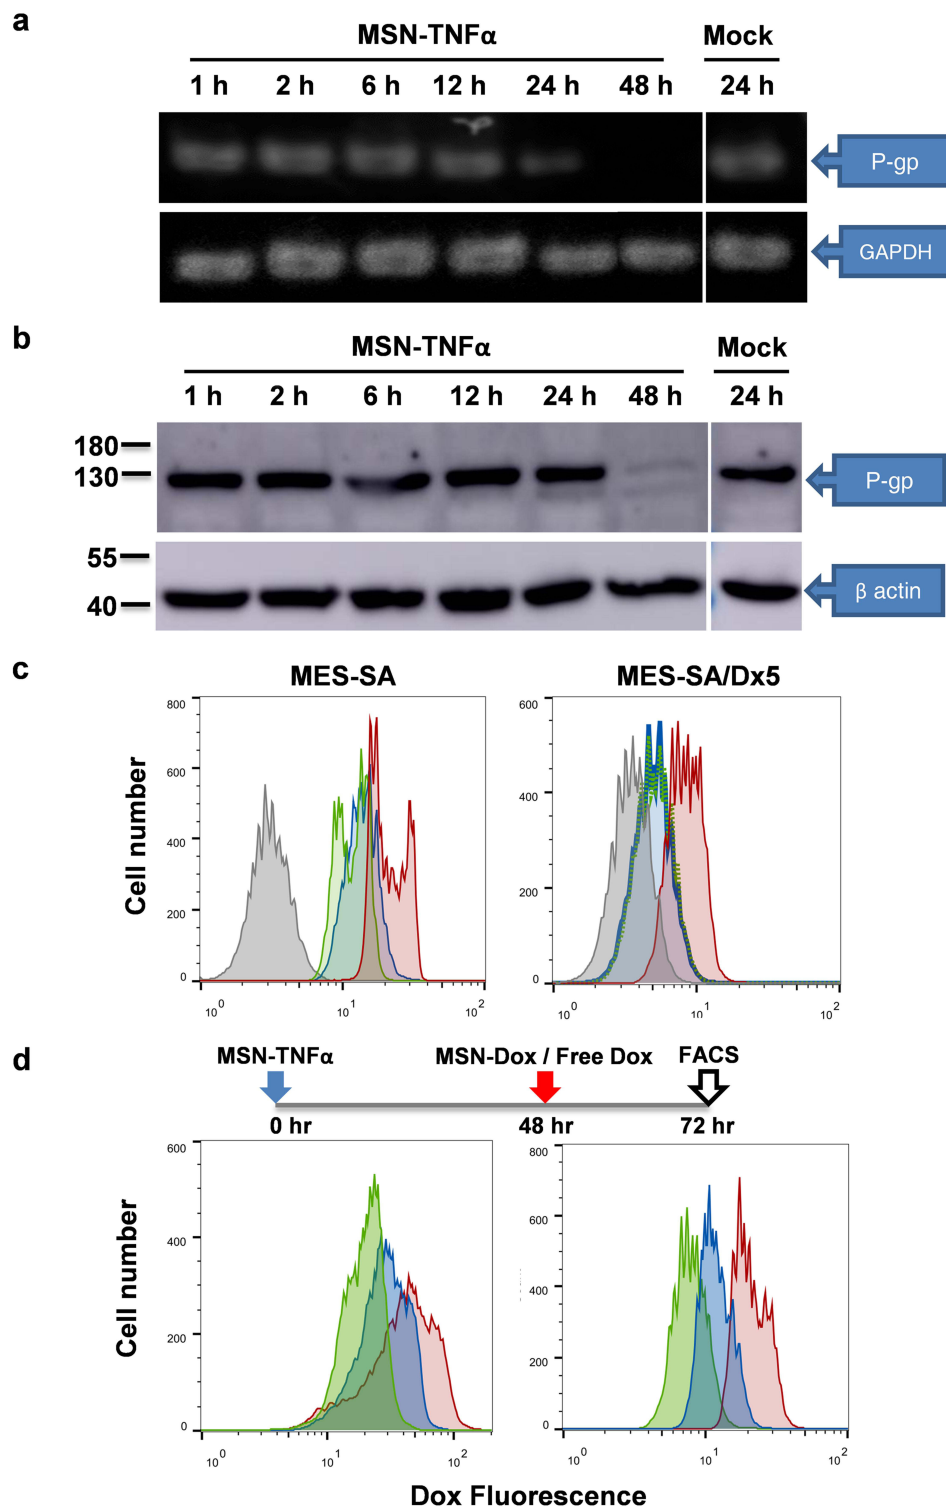 a
MSN-TNFα
Mock
1 h 2 h 6 h 12 h 24 h 48 h 24 h
P-gp
GAPDH
b
MSN-TNFα
Mock
1 h 2 h 6 h 12 h 24 h 48 h 24 h
180
130
P-gp
55
40
β actin
c
MES-SA
MES-SA/Dx5
Cell number
800
600
400
200
0
10^0 10^1 10^2
600
400
200
0
10^0 10^1 10^2
d
MSN-TNFα
MSN-Dox / Free Dox
FACS
0 hr
48 hr
72 hr
Cell number
600
400
200
0
10^0 10^1 10^2
800
600
400
200
0
10^0 10^1 10^2
Dox Fluorescence